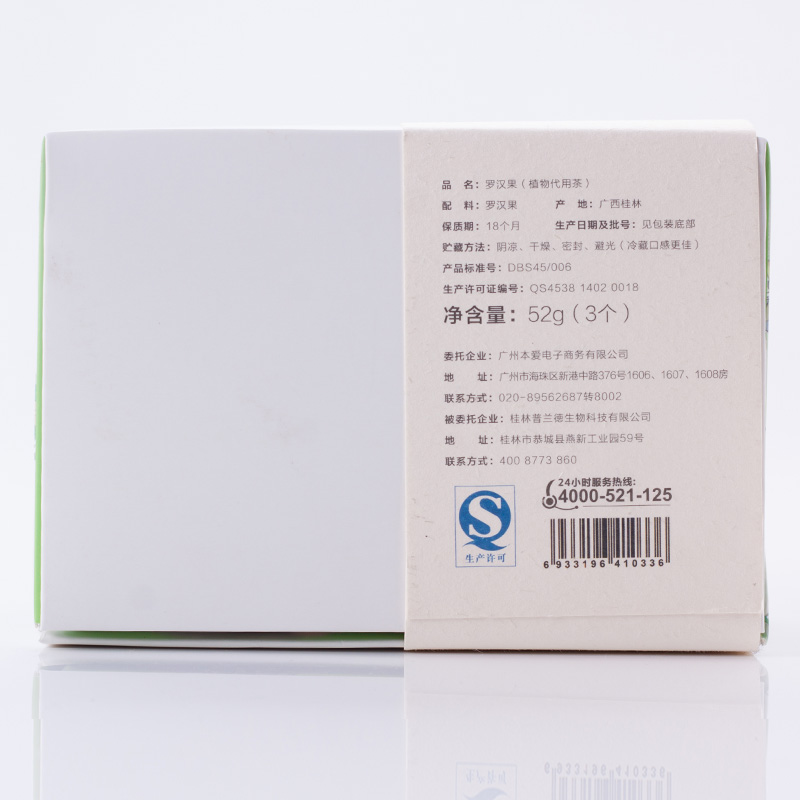 品 名：罗汉果（植物代用茶）
配 料：罗汉果 产 地：广西桂林
保质期：18个月 生产日期及批号：见包装底部
贮藏方法：阴凉、干燥、密封、避光（冷藏口感更佳）
产品标准号：DBS45/006
生产许可证编号：QS4538 1402 0018
净含量：52g（3个）
委托企业：广州本爱电子商务有限公司
地 址：广州市海珠区新港中路376号1606、1607、1608房
联系方式：020-89562687转8002
被委托企业：桂林普兰德生物科技有限公司
地 址：桂林市恭城县燕新工业园59号
联系方式：400 8773 860
24小时服务热线：
4000-521-125
生产许可
6 933196 410336